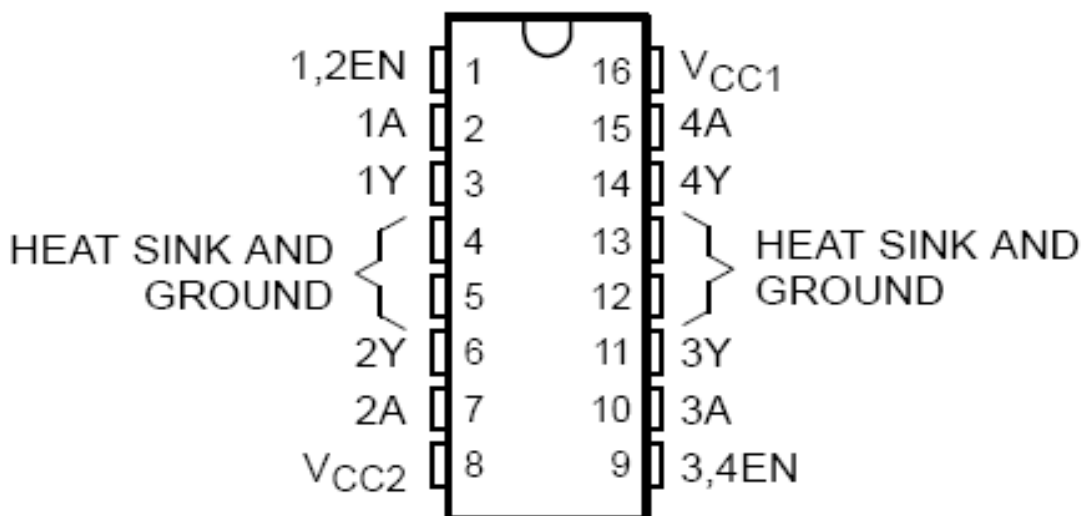 1,2EN 1 16 VCC1
1A 2 15 4A
1Y 3 14 4Y
HEAT SINK AND 4 13 HEAT SINK AND
GROUND 5 12 GROUND
2Y 6 11 3Y
2A 7 10 3A
VCC2 8 9 3,4EN